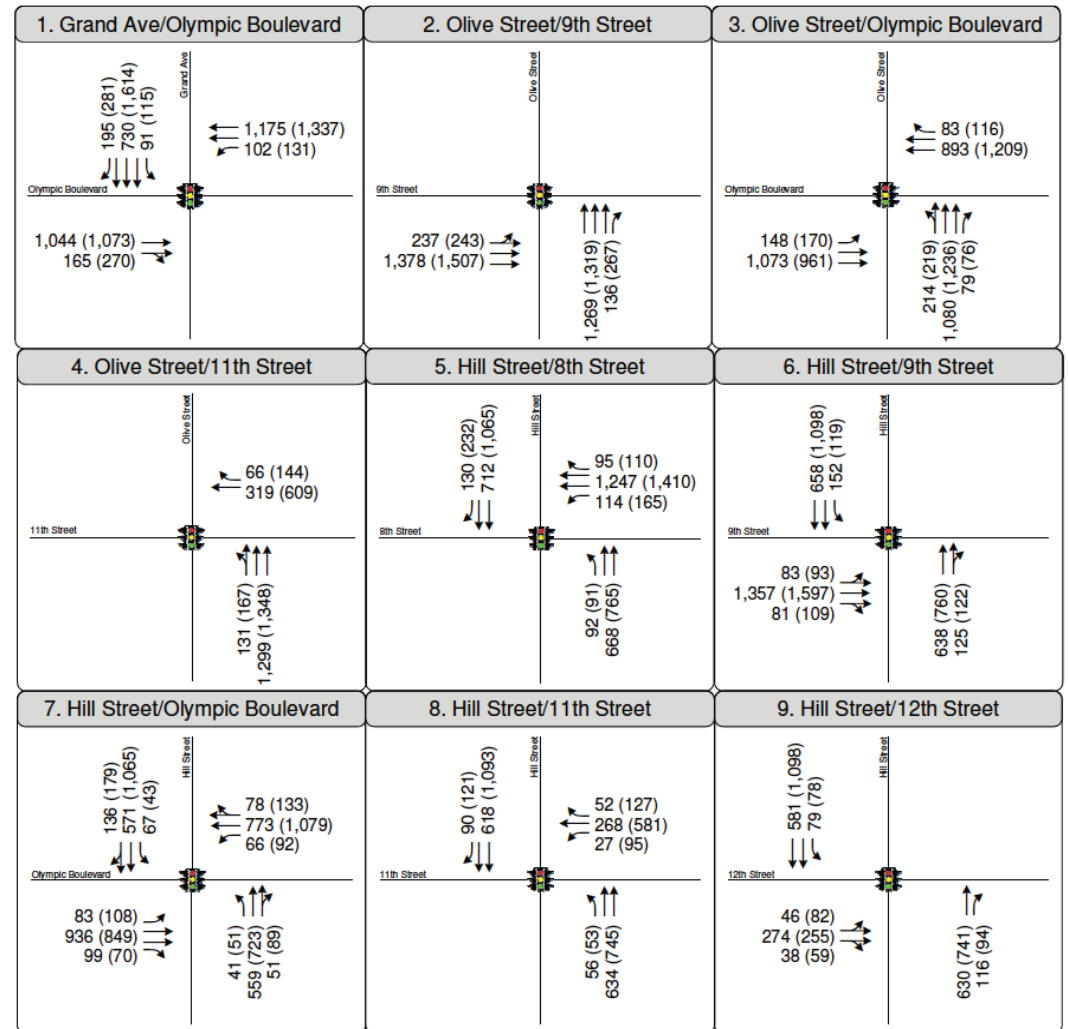 1. Grand Ave/Olympic Boulevard
Grand Ave
195 (281)
730 (1,614)
91 (115)
1,175 (1,337)
102 (131)
Olympic Boulevard
1,044 (1,073)
165 (270)
2. Olive Street/9th Street
Olive Street
9th Street
237 (243)
1,378 (1,507)
1,269 (1,319)
136 (267)
3. Olive Street/Olympic Boulevard
Olive Street
83 (116)
893 (1,209)
Olympic Boulevard
148 (170)
1,073 (961)
214 (219)
1,080 (1,236)
79 (76)
4. Olive Street/11th Street
Olive Street
66 (144)
319 (609)
11th Street
131 (167)
1,299 (1,348)
5. Hill Street/8th Street
Hill Street
130 (232)
712 (1,065)
95 (110)
1,247 (1,410)
114 (165)
8th Street
92 (91)
668 (765)
6. Hill Street/9th Street
Hill Street
658 (1,098)
152 (119)
9th Street
83 (93)
1,357 (1,597)
81 (109)
638 (760)
125 (122)
7. Hill Street/Olympic Boulevard
Hill Street
136 (179)
571 (1,065)
67 (43)
78 (133)
773 (1,079)
66 (92)
Olympic Boulevard
83 (108)
936 (849)
99 (70)
41 (51)
559 (723)
51 (89)
8. Hill Street/11th Street
Hill Street
90 (121)
618 (1,093)
52 (127)
268 (581)
27 (95)
11th Street
56 (53)
634 (745)
9. Hill Street/12th Street
Hill Street
581 (1,098)
79 (78)
12th Street
46 (82)
274 (255)
38 (59)
630 (741)
116 (94)